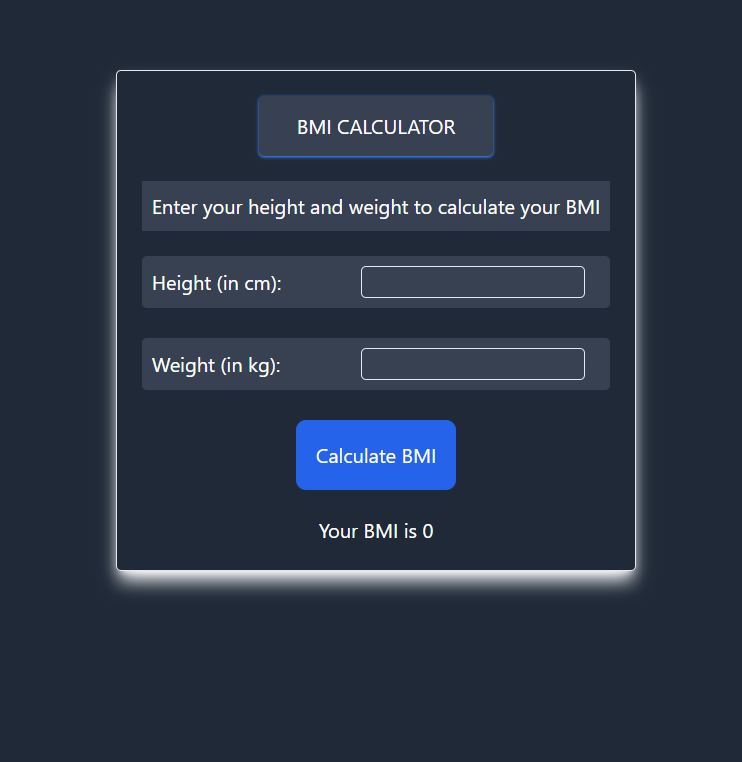 BMI CALCULATOR
Enter your height and weight to calculate your BMI
Height (in cm):
Weight (in kg):
Calculate BMI
Your BMI is 0